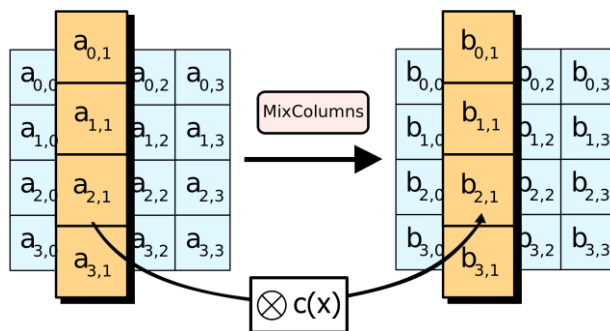 a0,0 a0,1 a0,2 a0,3
a1,0 a1,1 a1,2 a1,3
a2,0 a2,1 a2,2 a2,3
a3,0 a3,1 a3,2 a3,3
MixColumns
b0,0 b0,1 b0,2 b0,3
b1,0 b1,1 b1,2 b1,3
b2,0 b2,1 b2,2 b2,3
b3,0 b3,1 b3,2 b3,3
⊗ c(x)